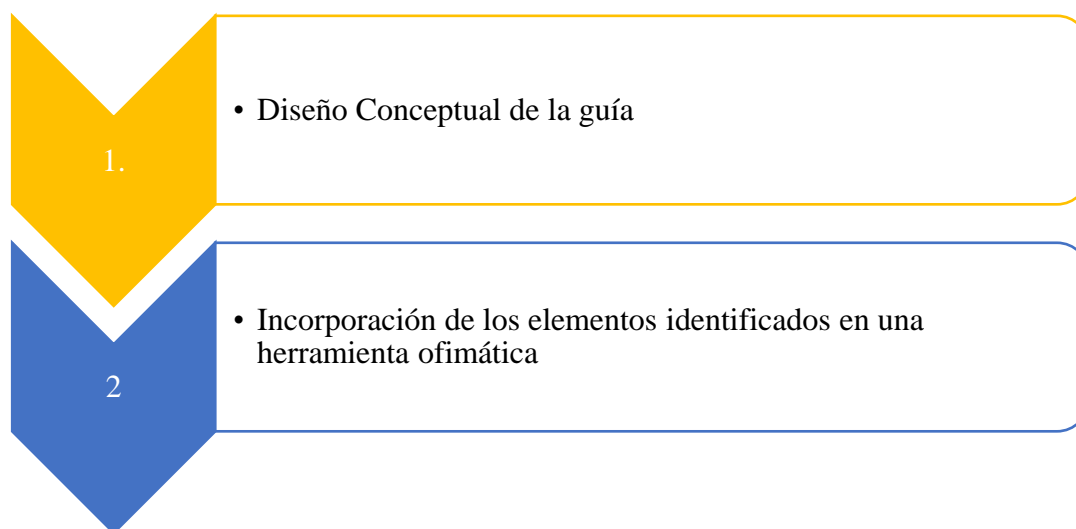 1.
• Diseño Conceptual de la guía
2
• Incorporación de los elementos identificados en una
herramienta ofimática